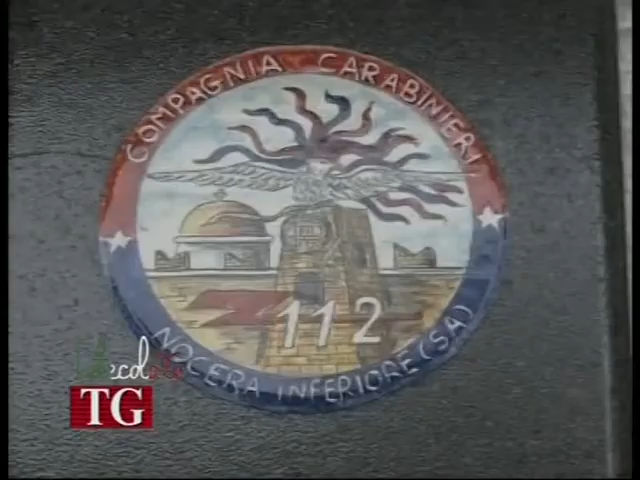 COMPAGNIA CARABINIERI
112
NOCERA INFERIORE (SA)
TG